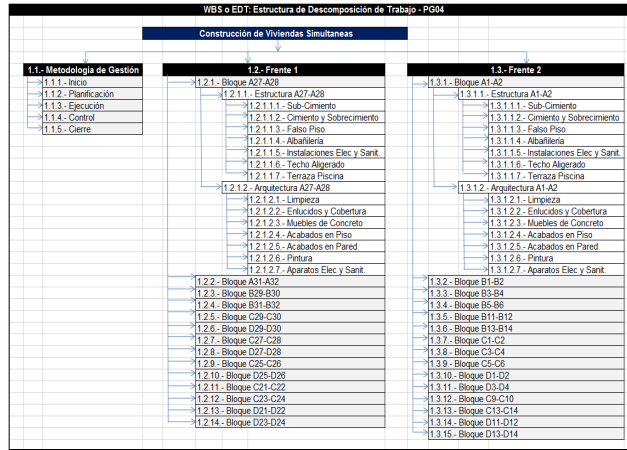 WBS o EDT: Estructura de Descomposición de Trabajo - PG04
Construcción de Viviendas Simultaneas
1.1.- Metodología de Gestión
1.1.1.- Inicio
1.1.2.- Planificación
1.1.3.- Ejecución
1.1.4.- Control
1.1.5.- Cierre
1.2.- Frente 1
1.2.1.- Bloque A27-A28
1.2.1.1.- Estructura A27-A28
1.2.1.1.1.- Sub-Cimiento
1.2.1.1.2.- Cimiento y Sobrecimiento
1.2.1.1.3.- Falso Piso
1.2.1.1.4.- Albañilería
1.2.1.1.5.- Instalaciones Elec y Sanit.
1.2.1.1.6.- Techo Aligerado
1.2.1.1.7.- Terraza Piscina
1.2.1.2.- Arquitectura A27-A28
1.2.1.2.1.- Limpieza
1.2.1.2.2.- Enlucidos y Cobertura
1.2.1.2.3.- Muebles de Concreto
1.2.1.2.4.- Acabados en Piso
1.2.1.2.5.- Acabados en Pared
1.2.1.2.6.- Pintura
1.2.1.2.7.- Aparatos Elec y Sanit.
1.2.2.- Bloque A31-A32
1.2.3.- Bloque B29-B30
1.2.4.- Bloque B31-B32
1.2.5.- Bloque C29-C30
1.2.6.- Bloque D29-D30
1.2.7.- Bloque C27-C28
1.2.8.- Bloque D27-D28
1.2.9.- Bloque C25-C26
1.2.10.- Bloque D25-D26
1.2.11.- Bloque C21-C22
1.2.12.- Bloque C23-C24
1.2.13.- Bloque D21-D22
1.2.14.- Bloque D23-D24
1.3.- Frente 2
1.3.1.- Bloque A1-A2
1.3.1.1.- Estructura A1-A2
1.3.1.1.1.- Sub-Cimiento
1.3.1.1.2.- Cimiento y Sobrecimiento
1.3.1.1.3.- Falso Piso
1.3.1.1.4.- Albañilería
1.3.1.1.5.- Instalaciones Elec y Sanit.
1.3.1.1.6.- Techo Aligerado
1.3.1.1.7.- Terraza Piscina
1.3.1.2.- Arquitectura A1-A2
1.3.1.2.1.- Limpieza
1.3.1.2.2.- Enlucidos y Cobertura
1.3.1.2.3.- Muebles de Concreto
1.3.1.2.4.- Acabados en Piso
1.3.1.2.5.- Acabados en Pared
1.3.1.2.6.- Pintura
1.3.1.2.7.- Aparatos Elec y Sanit.
1.3.2.- Bloque B1-B2
1.3.3.- Bloque B3-B4
1.3.4.- Bloque B5-B6
1.3.5.- Bloque B11-B12
1.3.6.- Bloque B13-B14
1.3.7.- Bloque C1-C2
1.3.8.- Bloque C3-C4
1.3.9.- Bloque C5-C6
1.3.10.- Bloque D1-D2
1.3.11.- Bloque D3-D4
1.3.12.- Bloque C9-C10
1.3.13.- Bloque C13-C14
1.3.14.- Bloque D11-D12
1.3.15.- Bloque D13-D14